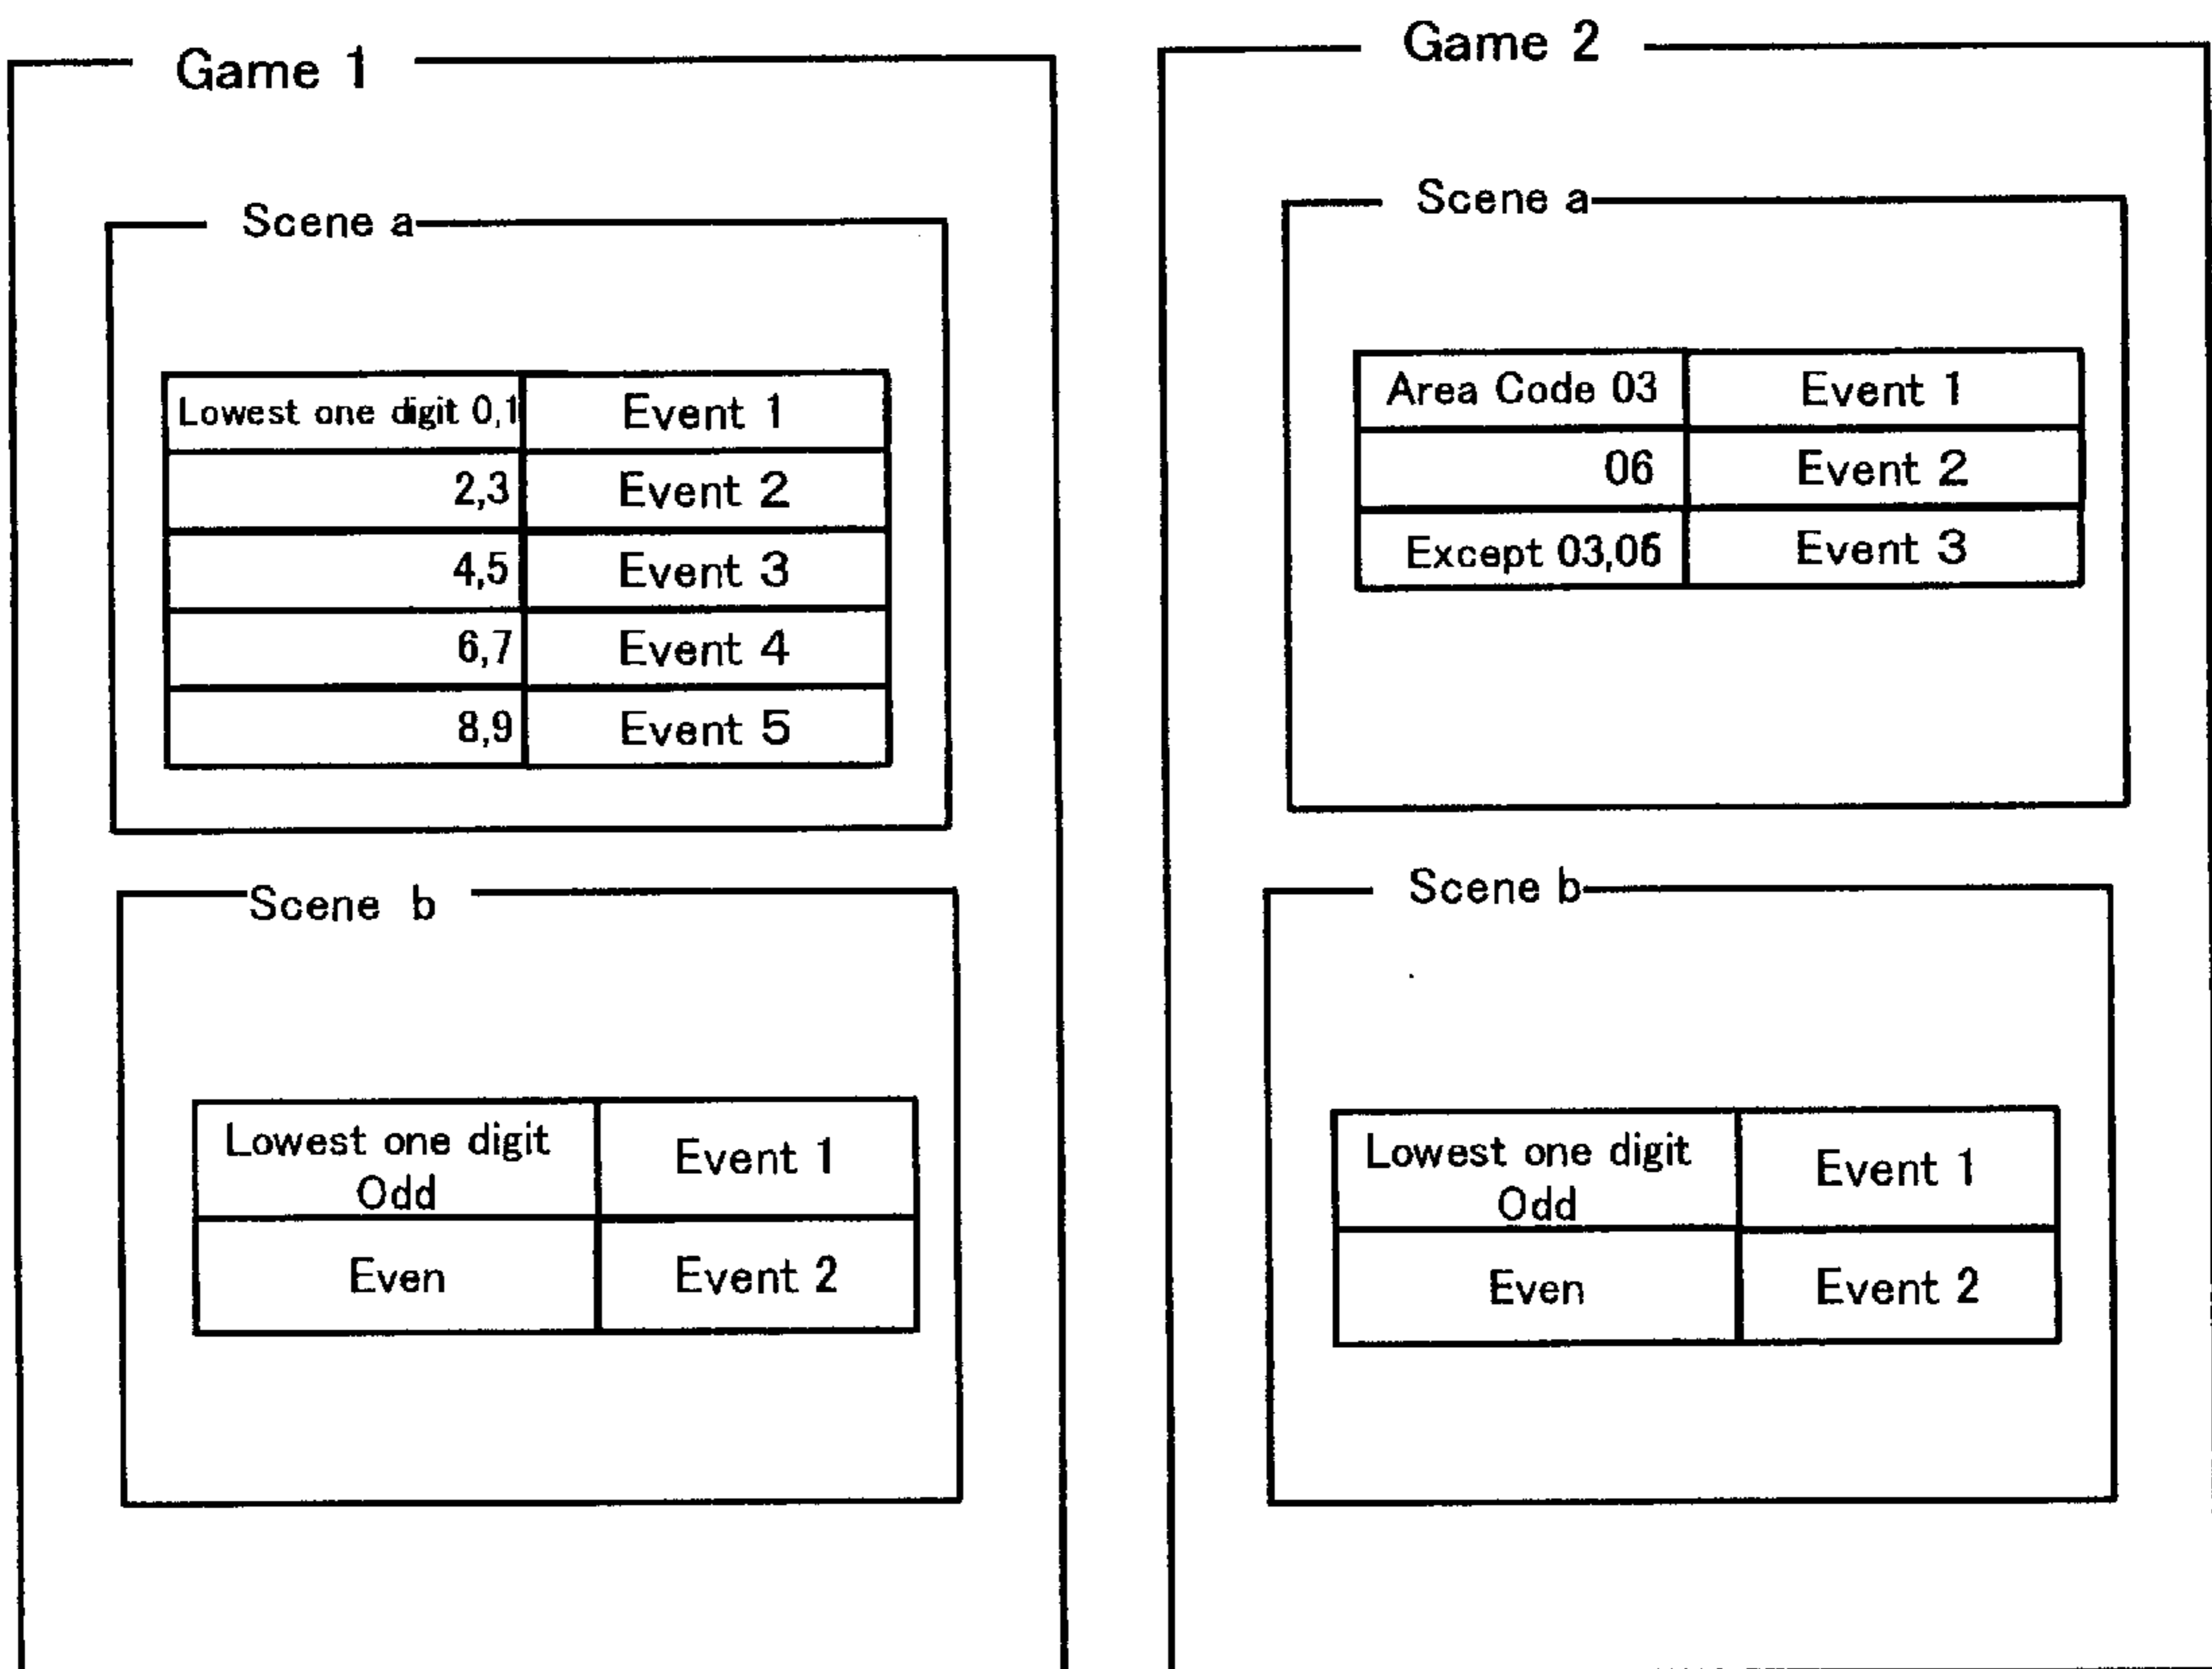 Game 1
Scene a
Lowest one digit 0,1 Event 1
2,3 Event 2
4,5 Event 3
6,7 Event 4
8,9 Event 5
Scene b
Lowest one digit
Odd Event 1
Even Event 2
Game 2
Scene a
Area Code 03 Event 1
06 Event 2
Except 03,06 Event 3
Scene b
Lowest one digit
Odd Event 1
Even Event 2